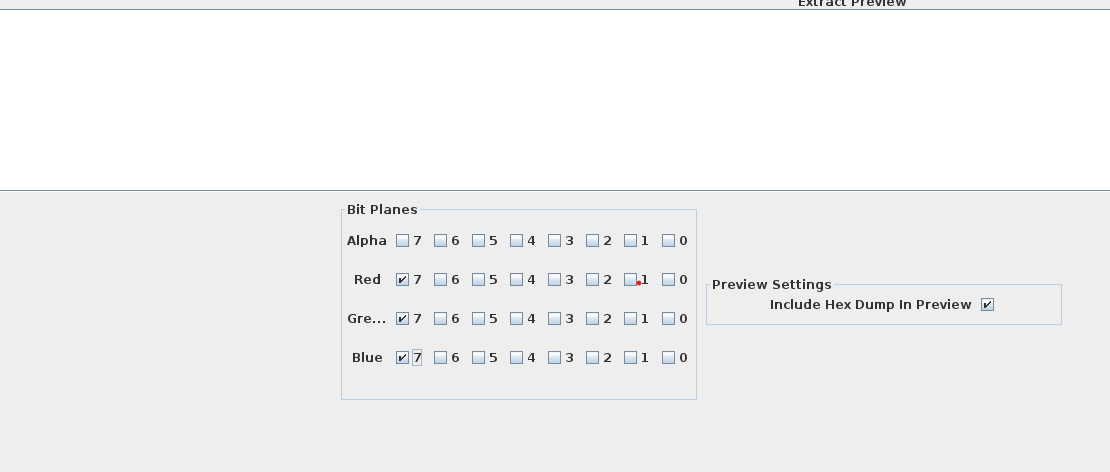 Extract Preview
Bit Planes
Alpha 7 6 5 4 3 2 1 0
Red 7 6 5 4 3 2 1 0
Gre... 7 6 5 4 3 2 1 0
Blue 7 6 5 4 3 2 1 0
Preview Settings
Include Hex Dump In Preview